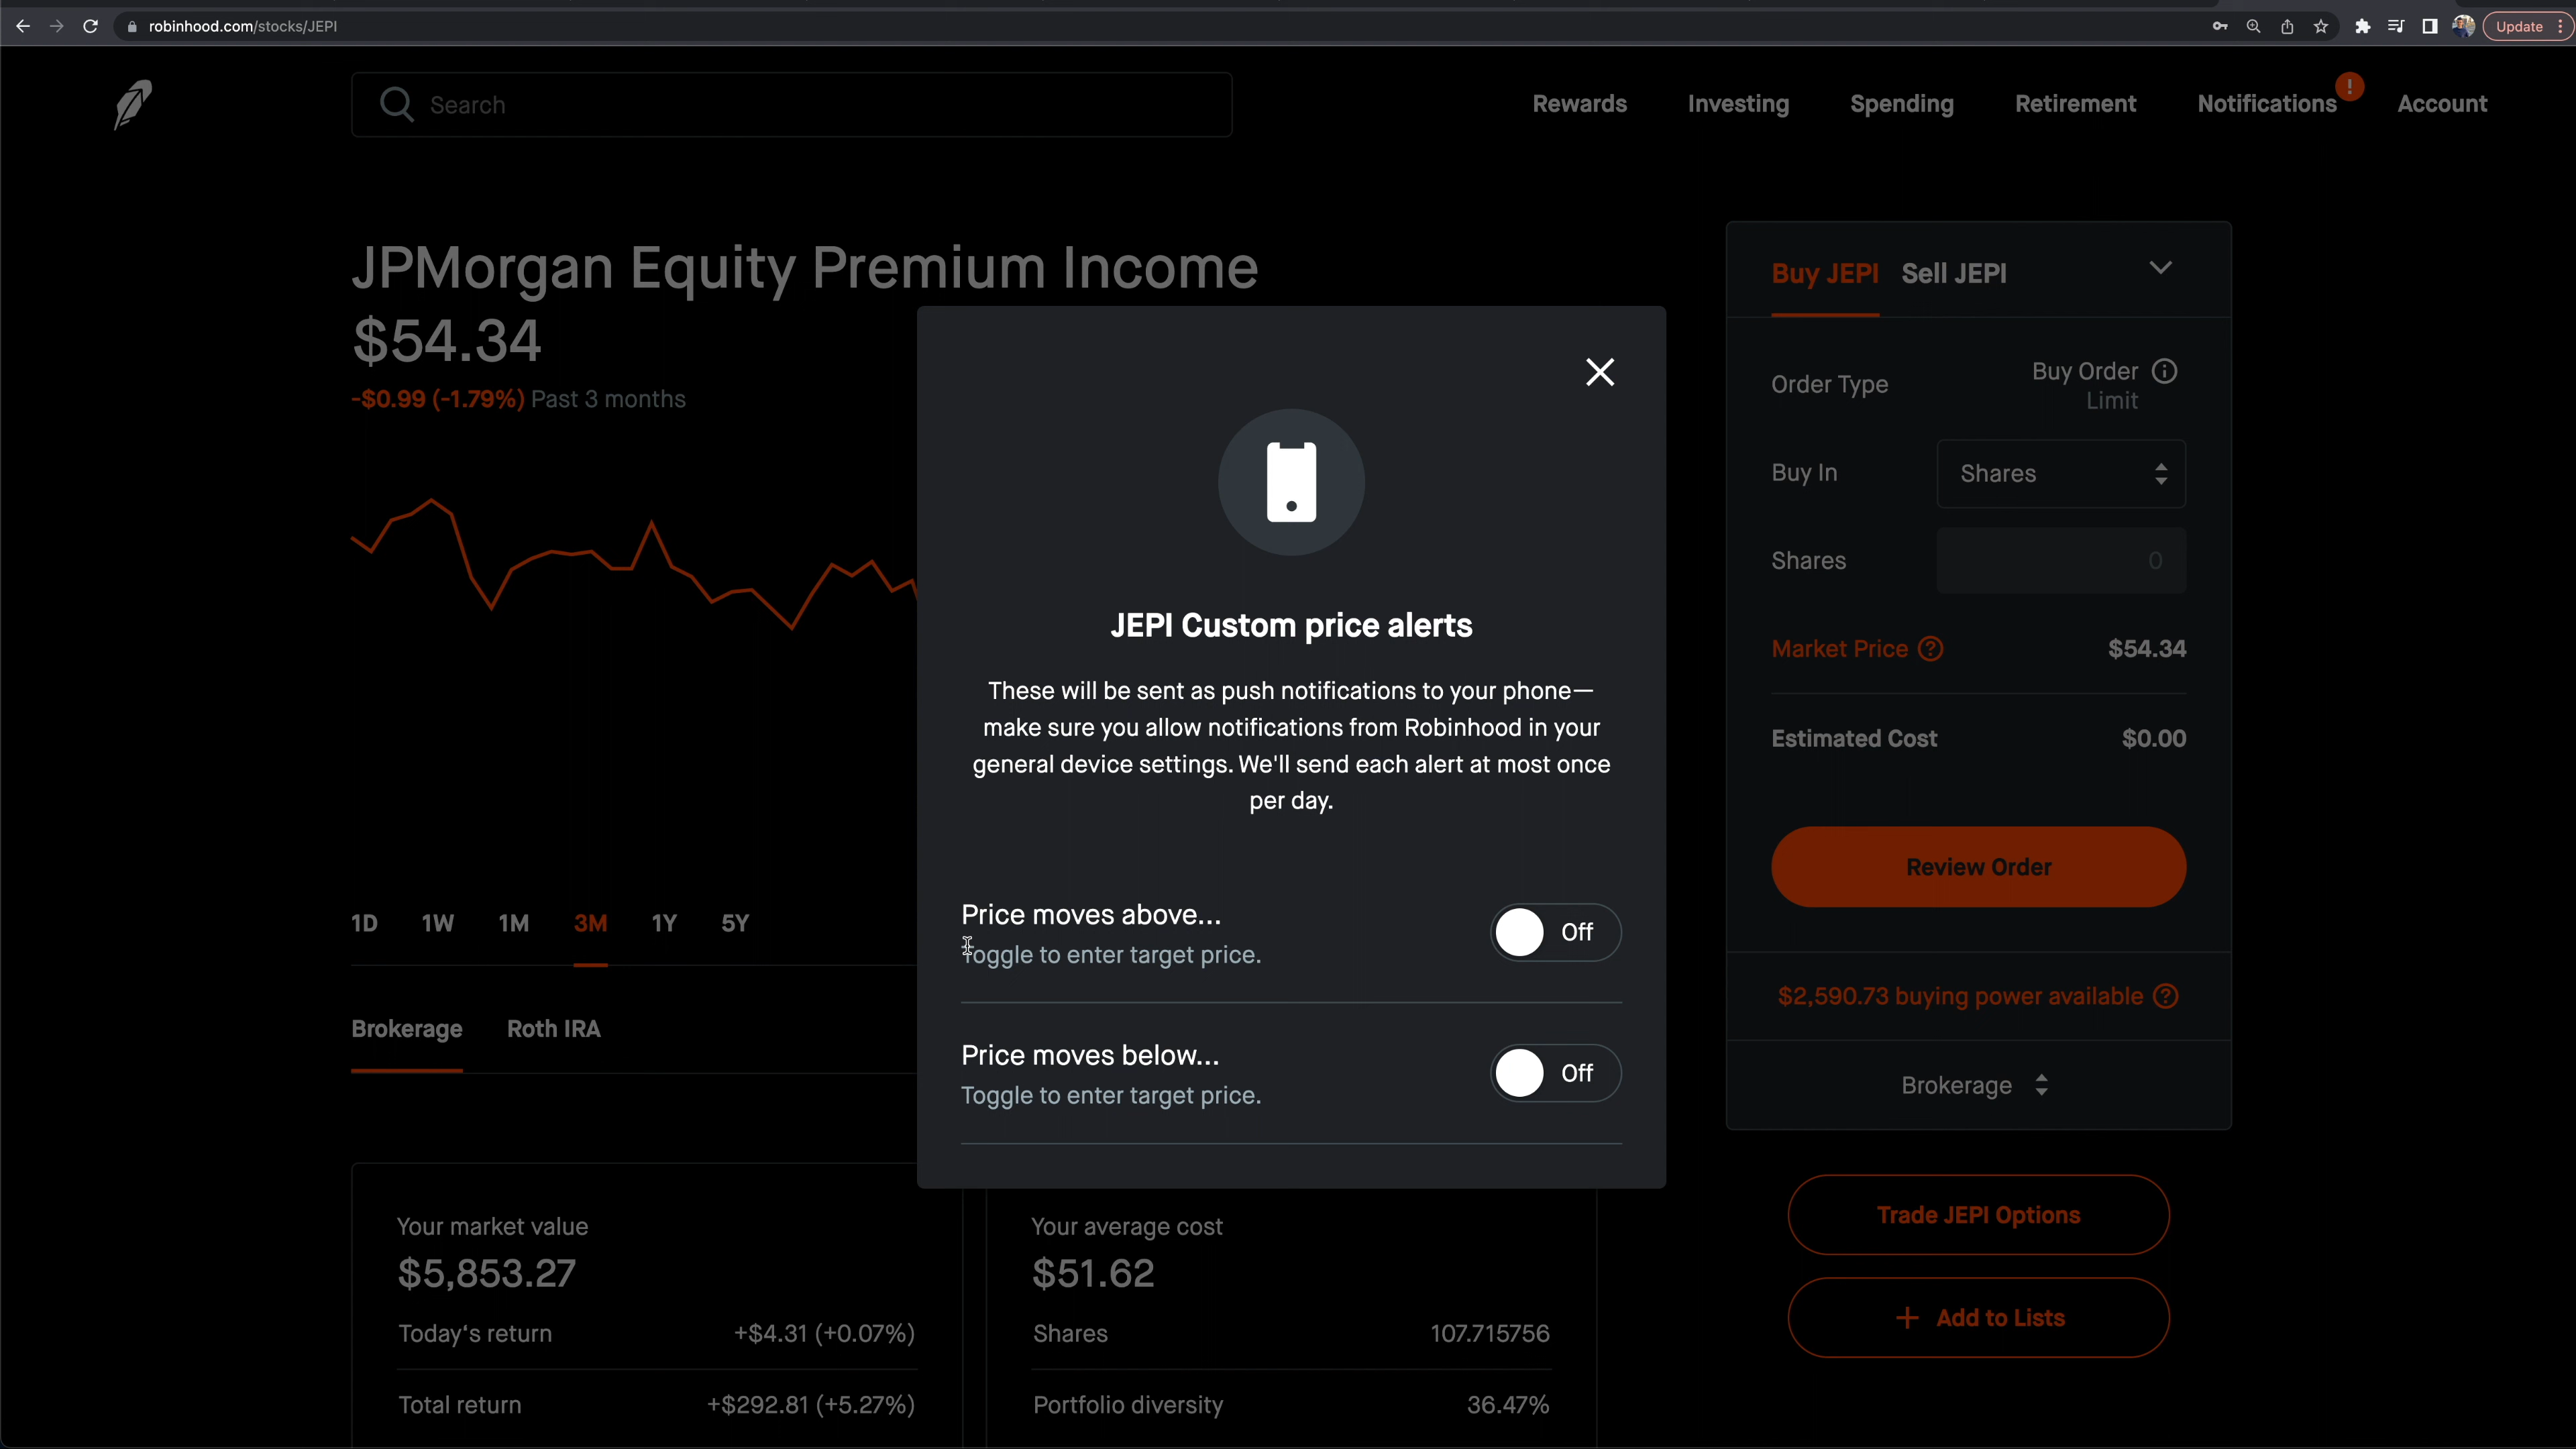 robinhood.com/stocks/JEPI
Update
Search
Rewards
Investing
Spending
Retirement
Notifications
!
Account
JPMorgan Equity Premium Income
$54.34
-$0.99 (-1.79%) Past 3 months
1D 1W 1M 3M 1Y 5Y
Brokerage Roth IRA
Your market value
$5,853.27
Today's return +$4.31 (+0.07%)
Total return +$292.81 (+5.27%)
Your average cost
$51.62
Shares 107.715756
Portfolio diversity 36.47%
JEPI Custom price alerts
These will be sent as push notifications to your phone—
make sure you allow notifications from Robinhood in your
general device settings. We'll send each alert at most once
per day.
Price moves above...
Toggle to enter target price.
Off
Price moves below...
Toggle to enter target price.
Off
Buy JEPI Sell JEPI
Order Type
Buy Order
Limit
Buy In Shares
Shares 0
Market Price ? $54.34
Estimated Cost $0.00
Review Order
$2,590.73 buying power available ?
Brokerage
Trade JEPI Options
+ Add to Lists